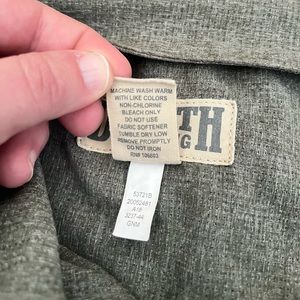 MACHINE WASH WARM
WITH LIKE COLORS
NON-CHLORINE
BLEACH ONLY
DO NOT USE
FABRIC SOFTENER
TUMBLE DRY LOW
REMOVE PROMPTLY
DO NOT IRON
RN# 106603
TH
G
53721B
20052481
A18
3237-44
GNM